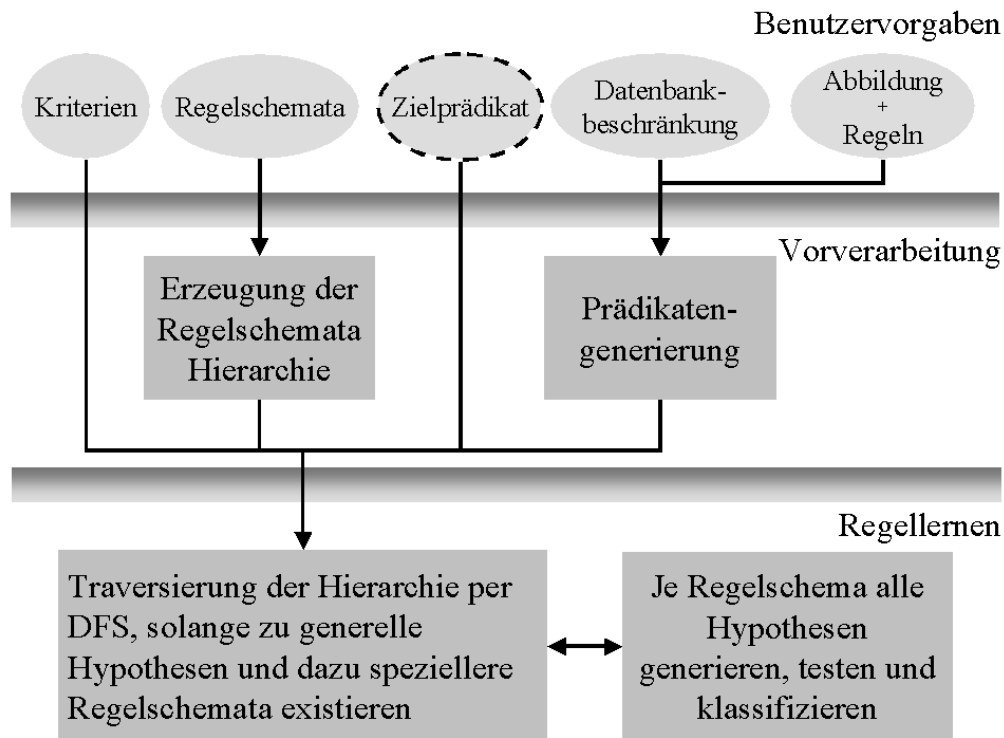 Benutzervorgaben
Kriterien
Regelschemata
Zielprädikat
Datenbank-
beschränkung
Abbildung
+
Regeln
Vorverarbeitung
Erzeugung der
Regelschemata
Hierarchie
Prädikaten-
generierung
Regellernen
Traversierung der Hierarchie per
DFS, solange zu generelle
Hypothesen und dazu speziellere
Regelschemata existieren
Je Regelschema alle
Hypothesen
generieren, testen und
klassifizieren